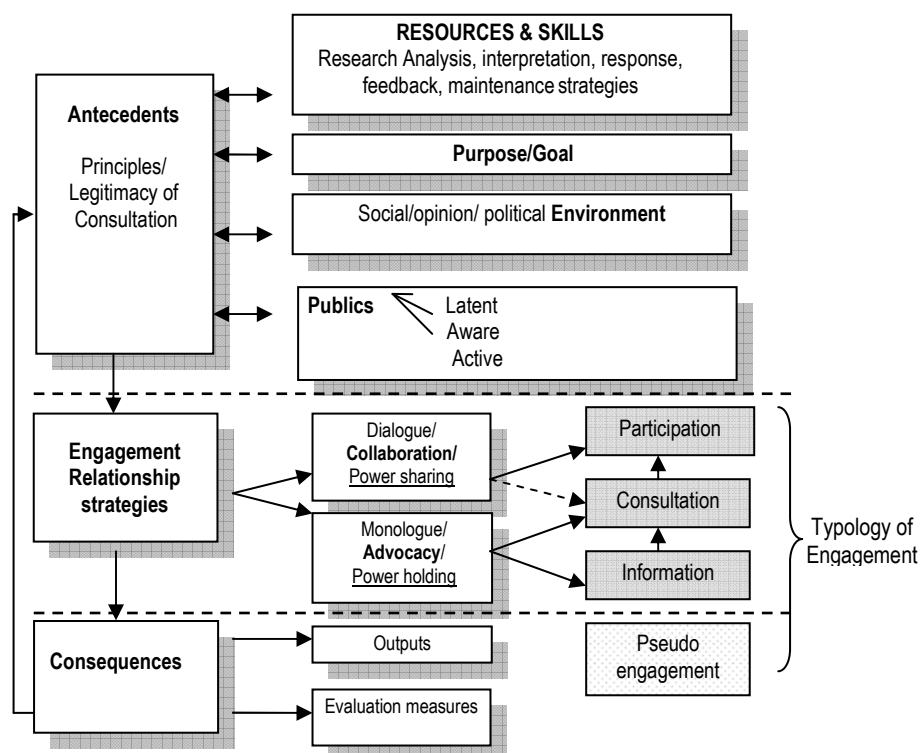 RESOURCES & SKILLS
Research Analysis, interpretation, response,
feedback, maintenance strategies
Antecedents
Principles/
Legitimacy of
Consultation
Purpose/Goal
Social/opinion/ political Environment
Publics
Latent
Aware
Active
Engagement
Relationship
strategies
Dialogue/
Collaboration/
Power sharing
Monologue/
Advocacy/
Power holding
Participation
Consultation
Information
Typology of
Engagement
Consequences
Outputs
Evaluation measures
Pseudo
engagement